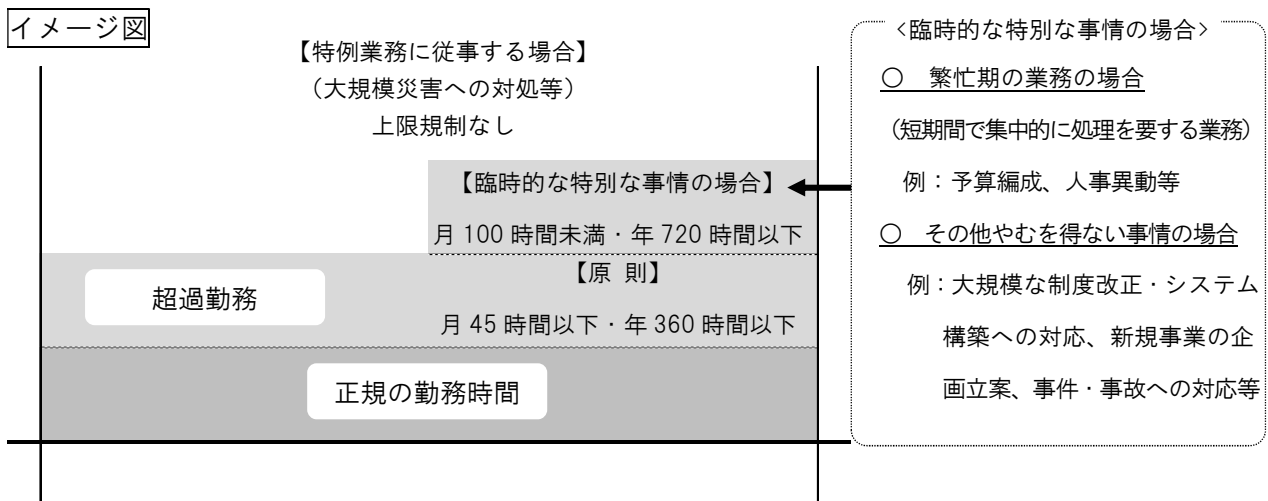 イメージ図
【特例業務に従事する場合】
（大規模災害への対処等）
上限規制なし
【臨時的な特別な事情の場合】
月 100 時間未満・年 720 時間以下
【原 則】
超過勤務
月 45 時間以下・年 360 時間以下
正規の勤務時間
<臨時的な特別な事情の場合>
○　繁忙期の業務の場合
（短期間で集中的に処理を要する業務）
例：予算編成、人事異動等
○　その他やむを得ない事情の場合
例：大規模な制度改正・システム
構築への対応、新規事業の企
画立案、事件・事故への対応等